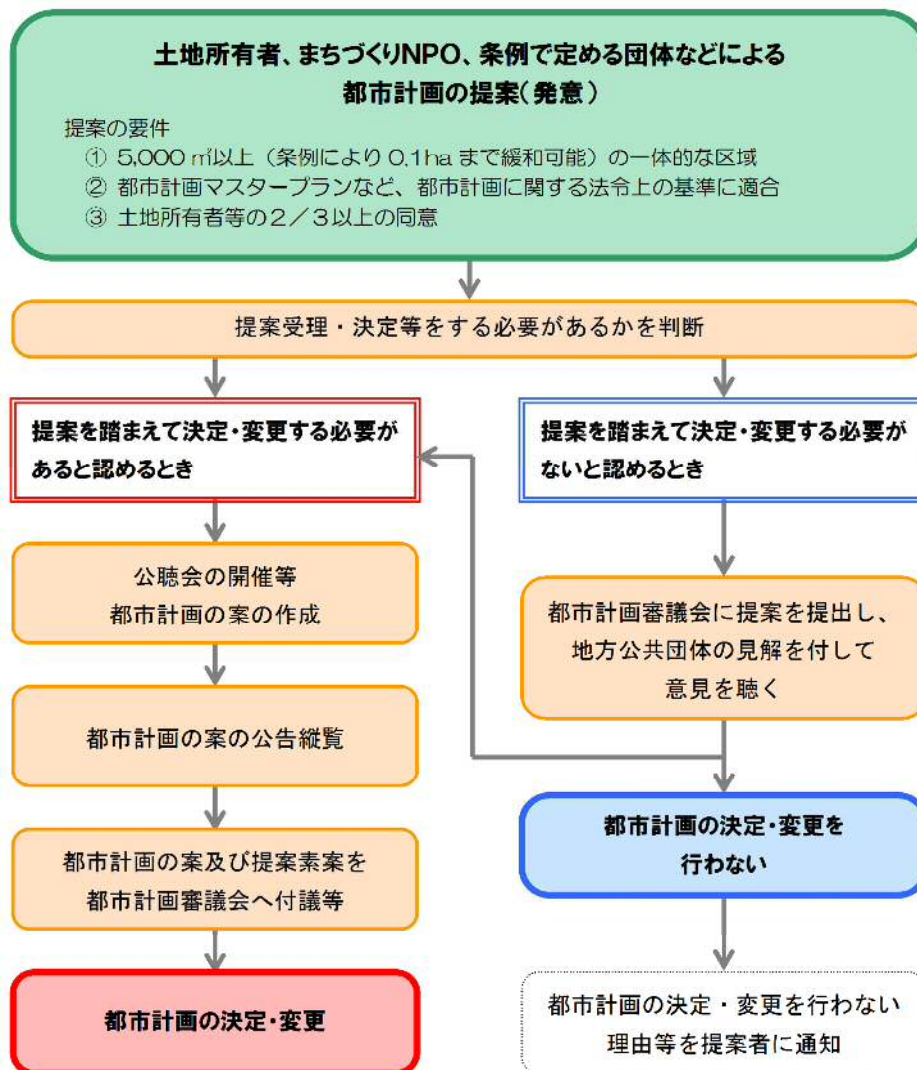 土地所有者、まちづくりNPO、条例で定める団体などによる
都市計画の提案(発意)
提案の要件
① 5,000 ㎡以上(条例により 0.1ha まで緩和可能)の一体的な区域
② 都市計画マスタープランなど、都市計画に関する法令上の基準に適合
③ 土地所有者等の2/3以上の同意
提案受理・決定等をする必要があるかを判断
提案を踏まえて決定・変更する必要が
あると認めるとき
提案を踏まえて決定・変更する必要が
ないと認めるとき
公聴会の開催等
都市計画の案の作成
都市計画審議会に提案を提出し、
地方公共団体の見解を付して
意見を聴く
都市計画の案の公告縦覧
都市計画の決定・変更を
行わない
都市計画の案及び提案素案を
都市計画審議会へ付議等
都市計画の決定・変更
都市計画の決定・変更を行わない
理由等を提案者に通知